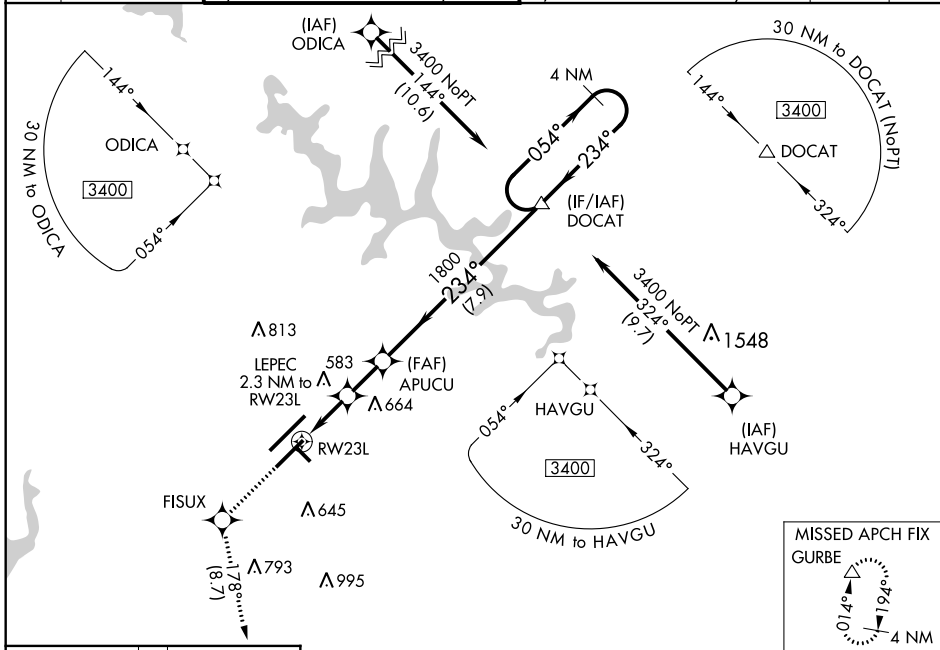 (IAF)
ODICA
3400 NoPT
144°
(10.6)
4 NM
054°
234°
(IF/IAF)
DOCAT
30 NM to DOCAT (NoPT)
144°
3400
DOCAT
324°
144°
ODICA
3400
30 NM to ODICA
054°
1800
234°
(7.9)
3400 NoPT
324°
(9.7)
1548
(IAF)
HAVGU
813
LEPEC
2.3 NM to
RW23L
583
(FAF)
APUCU
664
RW23L
054°
HAVGU
324°
3400
30 NM to HAVGU
FISUX
645
793
995
178°
(8.7)
MISSED APCH FIX
GURBE
014°
194°
4 NM